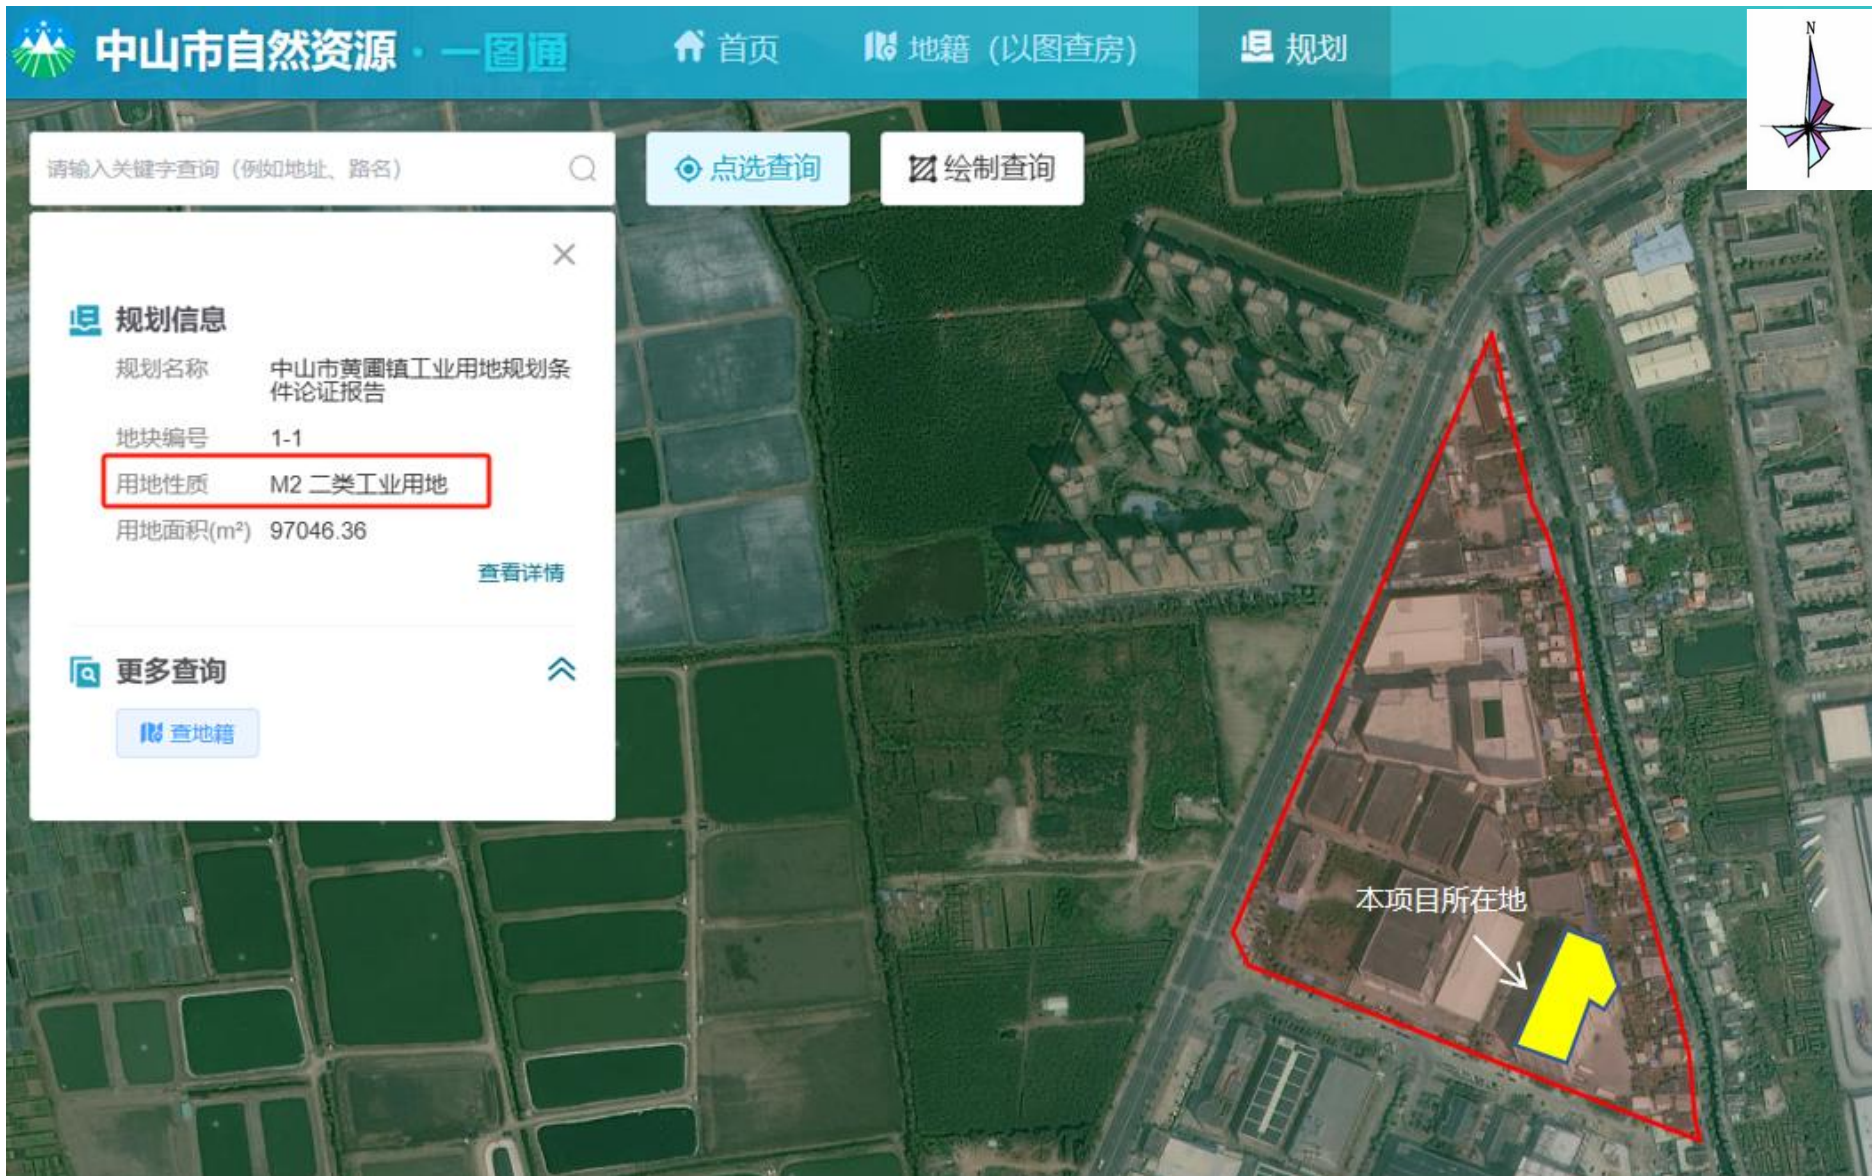 中山市自然资源·一图通
首页
地籍（以图查房）
规划
N
请输入关键字查询（例如地址、路名）
点选查询
绘制查询
规划信息
规划名称 中山市黄圃镇工业用地规划条
件论证报告
地块编号 1-1
用地性质 M2 二类工业用地
用地面积(m²) 97046.36
查看详情
更多查询
查地籍
本项目所在地